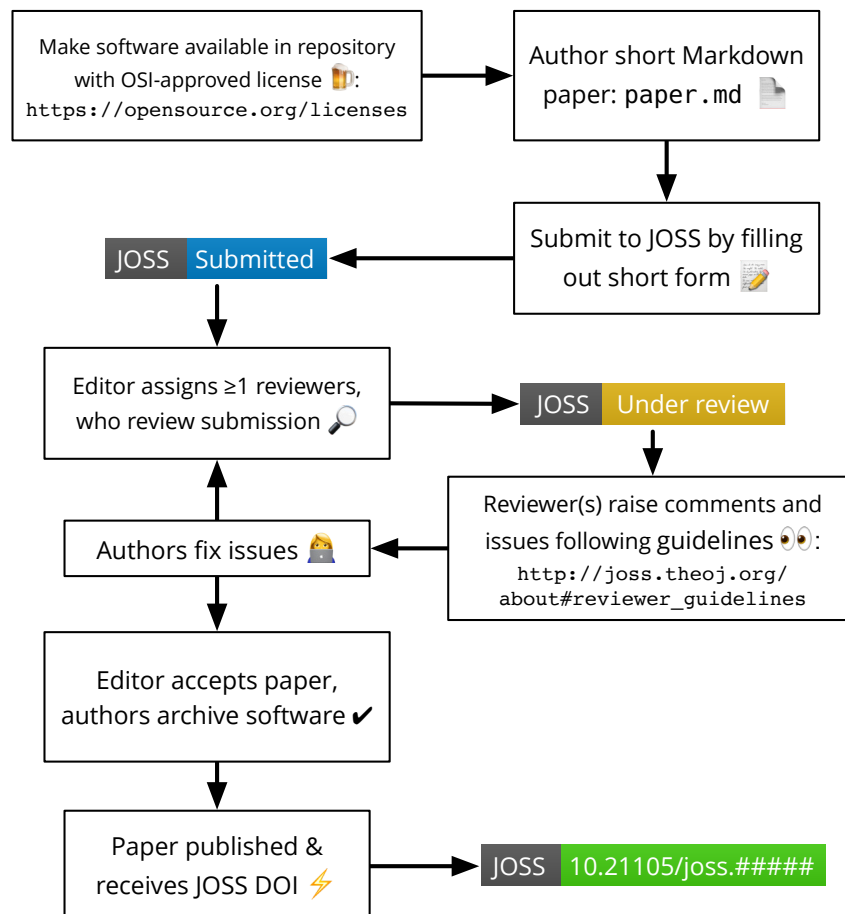 Make software available in repository
with OSI-approved license 🍺:
https://opensource.org/licenses
Author short Markdown
paper: paper.md 📄
Submit to JOSS by filling
out short form 📝
JOSS Submitted
Editor assigns ≥1 reviewers,
who review submission 🔎
JOSS Under review
Reviewer(s) raise comments and
issues following guidelines 👀:
http://joss.theoj.org/
about#reviewer_guidelines
Authors fix issues 👩‍💻
Editor accepts paper,
authors archive software ✔
Paper published &
receives JOSS DOI ⚡
JOSS 10.21105/joss.#####